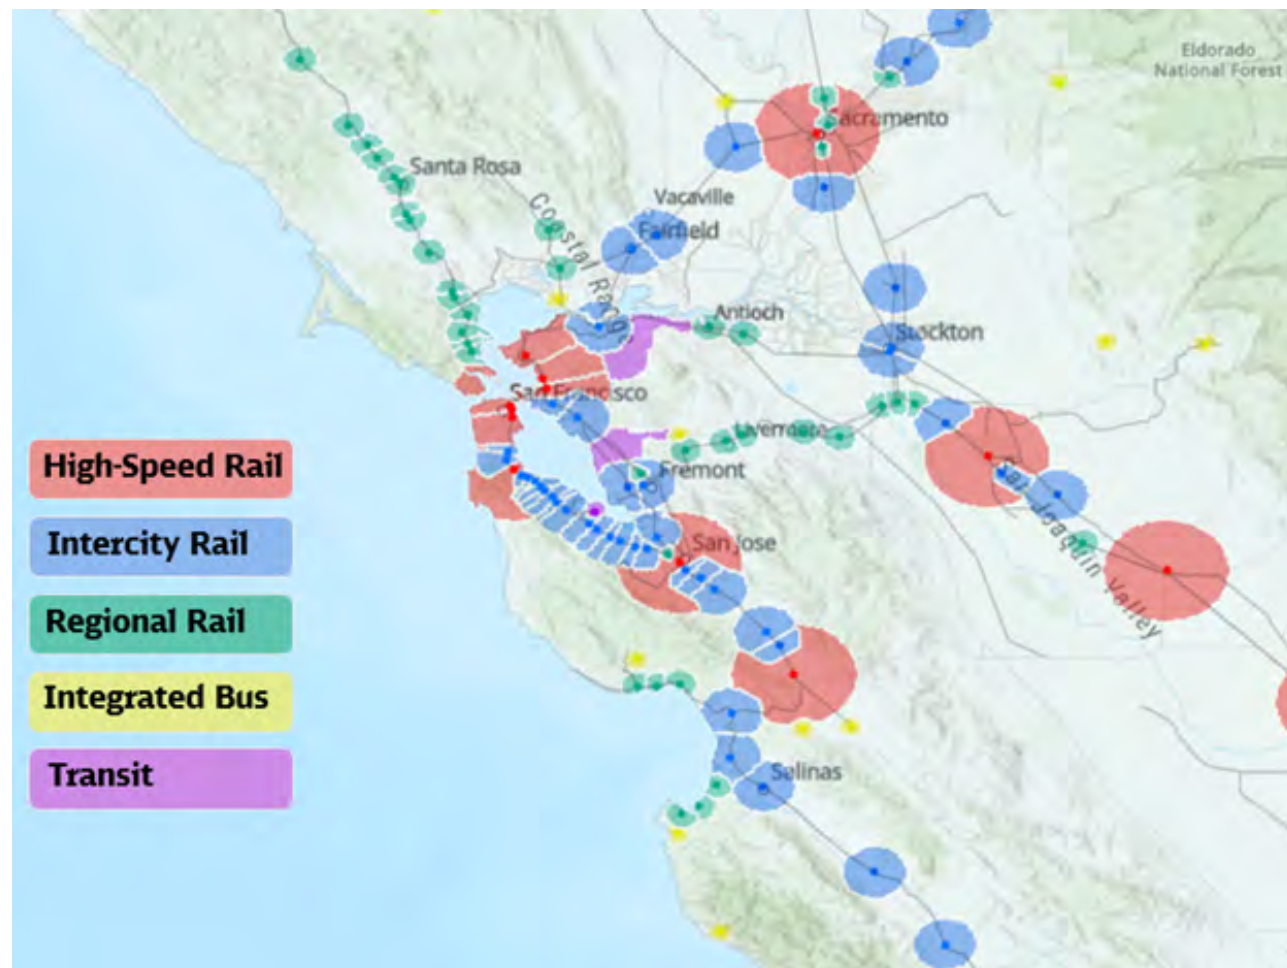 Eldorado
National Forest
Sacramento
Santa Rosa
Vacaville
Coastal Range
Fairfield
Antioch
Stockton
San Francisco
High-Speed Rail
Livermore
Fremont
San Joaquin Valley
Intercity Rail
San Jose
Regional Rail
Integrated Bus
Transit
Salinas